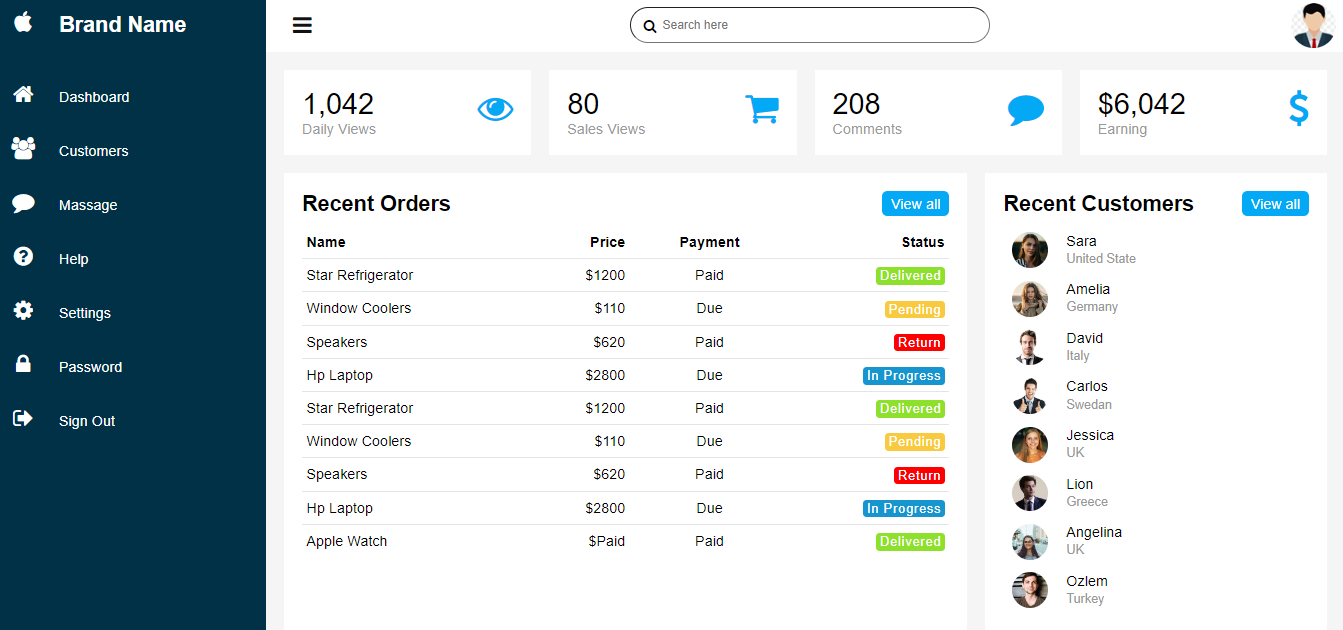 Brand Name
Search here
Dashboard
Customers
Massage
Help
Settings
Password
Sign Out
1,042
Daily Views
80
Sales Views
208
Comments
$6,042
Earning
Recent Orders View all
Name Price Payment Status
Star Refrigerator $1200 Paid Delivered
Window Coolers $110 Due Pending
Speakers $620 Paid Return
Hp Laptop $2800 Due In Progress
Star Refrigerator $1200 Paid Delivered
Window Coolers $110 Due Pending
Speakers $620 Paid Return
Hp Laptop $2800 Due In Progress
Apple Watch $Paid Paid Delivered
Recent Customers View all
Sara
United State
Amelia
Germany
David
Italy
Carlos
Swedan
Jessica
UK
Lion
Greece
Angelina
UK
Ozlem
Turkey